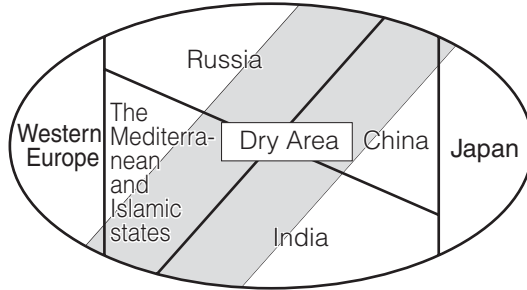 Russia
Western
Europe
The
Mediterra-
nean
and
Islamic
states
Dry Area
China
Japan
India